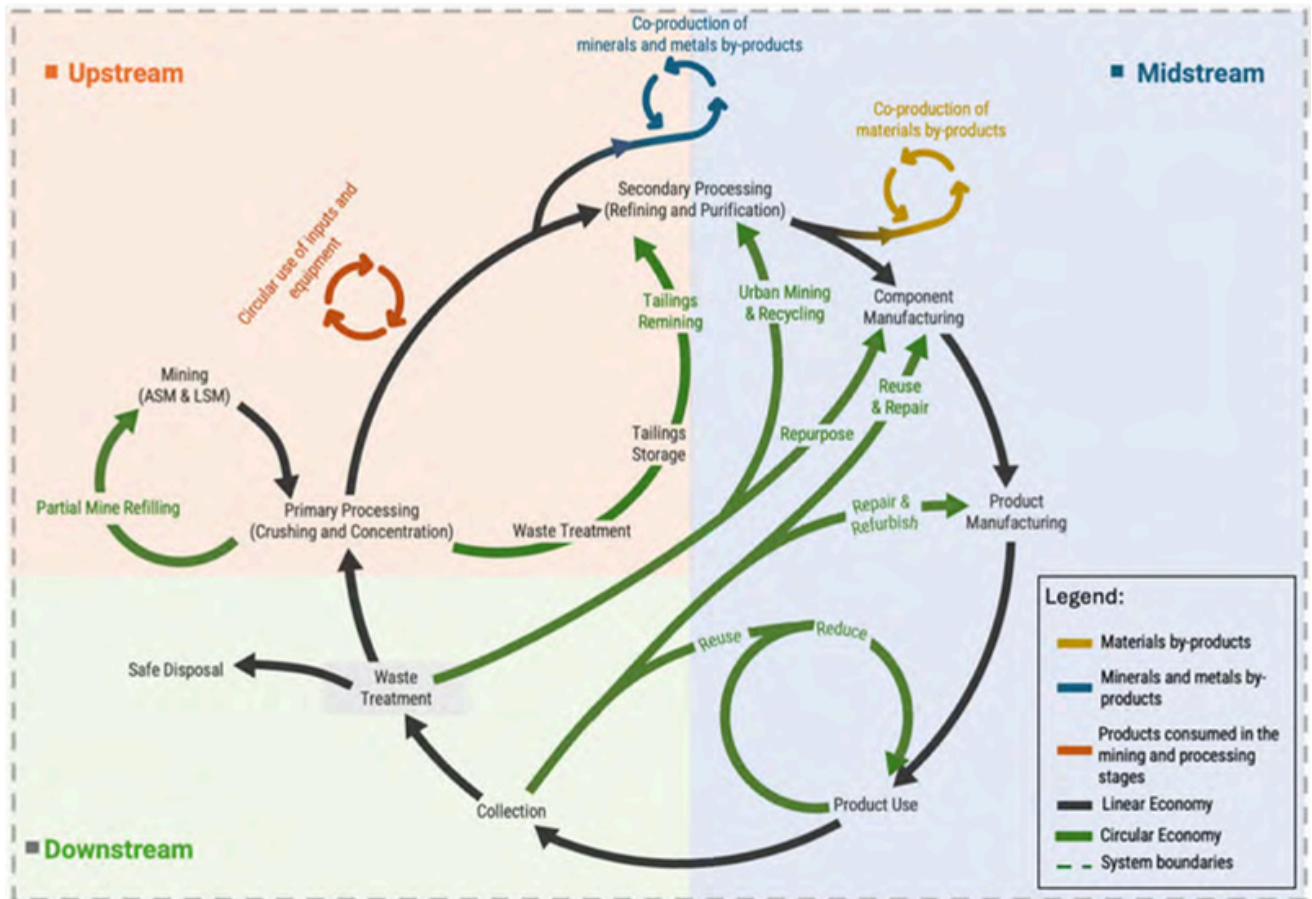 Co-production of
minerals and metals by-products
Upstream
Midstream
Co-production of
materials by-products
Secondary Processing
(Refining and Purification)
Circular use of inputs and
equipment
Tailings
Remining
Urban Mining
& Recycling
Component
Manufacturing
Mining
(ASM & LSM)
Reuse
& Repair
Tailings
Storage
Repurpose
Partial Mine Refilling
Primary Processing
(Crushing and Concentration)
Waste Treatment
Repair &
Refurbish
Product
Manufacturing
Legend:
Materials by-products
Minerals and metals by-
products
Products consumed in the
mining and processing
stages
Linear Economy
Circular Economy
System boundaries
Reuse
Reduce
Safe Disposal
Waste
Treatment
Collection
Product Use
Downstream